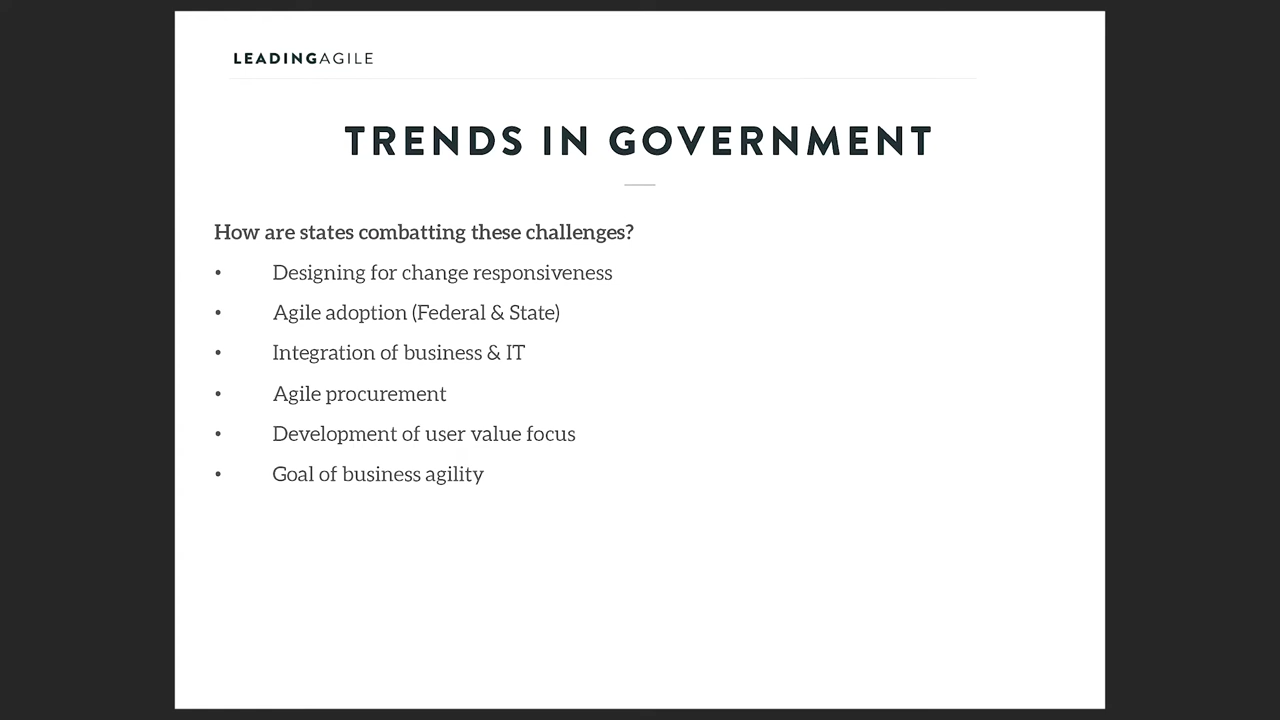 LEADINGAGILE
TRENDS IN GOVERNMENT
How are states combatting these challenges?
• Designing for change responsiveness
• Agile adoption (Federal & State)
• Integration of business & IT
• Agile procurement
• Development of user value focus
• Goal of business agility